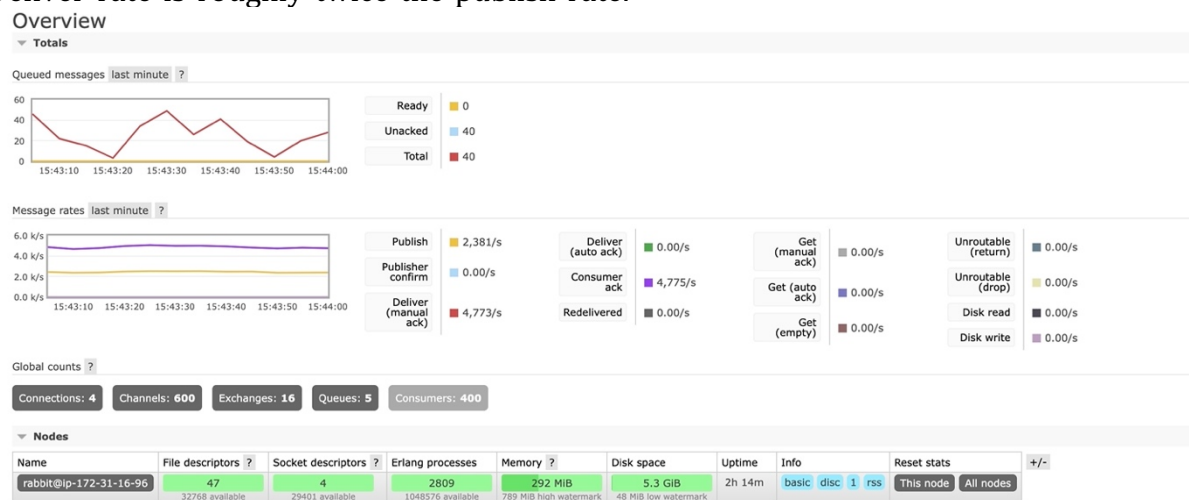 deliver rate is roughly twice the publish rate.
Overview
Totals
Queued messages last minute ?
60
40
20
0
15:43:10 15:43:20 15:43:30 15:43:40 15:43:50 15:44:00
Ready 0
Unacked 40
Total 40
Message rates last minute ?
6.0 k/s
4.0 k/s
2.0 k/s
0.0 k/s
15:43:10 15:43:20 15:43:30 15:43:40 15:43:50 15:44:00
Publish 2,381/s
Publisher
confirm 0.00/s
Deliver
(manual
ack) 4,773/s
Deliver
(auto ack) 0.00/s
Consumer
ack 4,775/s
Redelivered 0.00/s
Get
(manual
ack) 0.00/s
Get (auto
ack) 0.00/s
Get
(empty) 0.00/s
Unroutable
(return) 0.00/s
Unroutable
(drop) 0.00/s
Disk read 0.00/s
Disk write 0.00/s
Global counts ?
Connections: 4 Channels: 600 Exchanges: 16 Queues: 5 Consumers: 400
Nodes
Name File descriptors ? Socket descriptors ? Erlang processes Memory ? Disk space Uptime Info Reset stats +/-
rabbit@ip-172-31-16-96 47 4 2809 292 MiB 5.3 GiB 2h 14m basic disc 1 rss This node All nodes
32768 available 29401 available 1048576 available 789 MiB high watermark 48 MiB low watermark